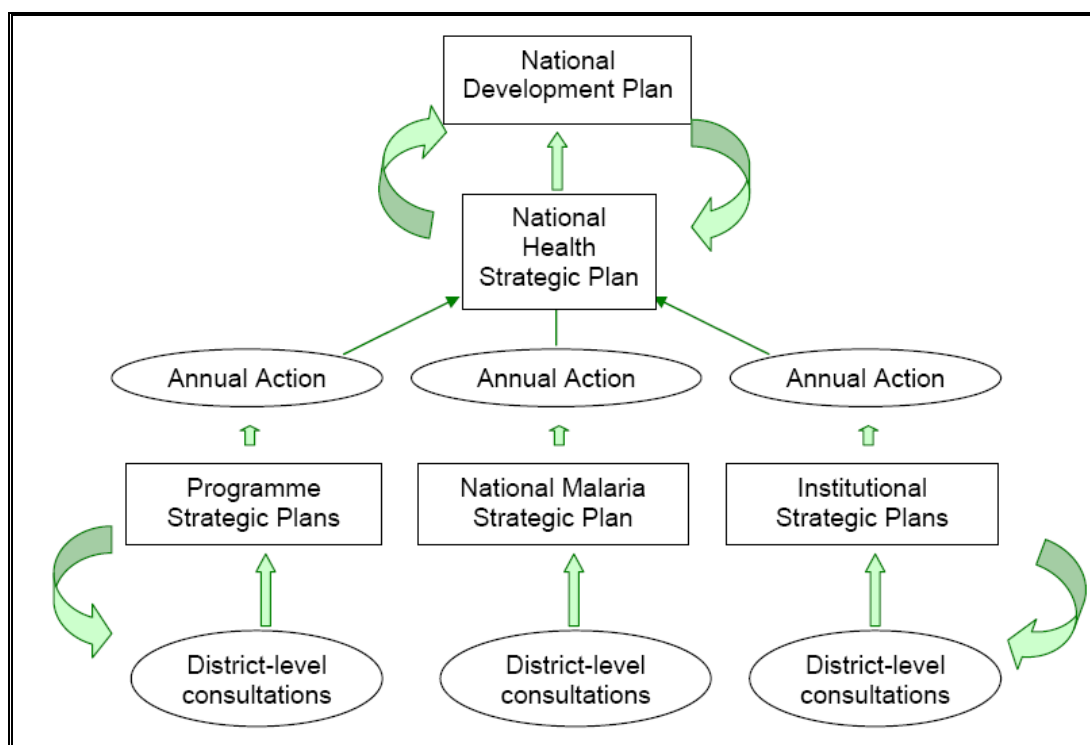 National
Development Plan
National
Health
Strategic Plan
Annual Action
Annual Action
Annual Action
Programme
Strategic Plans
National Malaria
Strategic Plan
Institutional
Strategic Plans
District-level
consultations
District-level
consultations
District-level
consultations